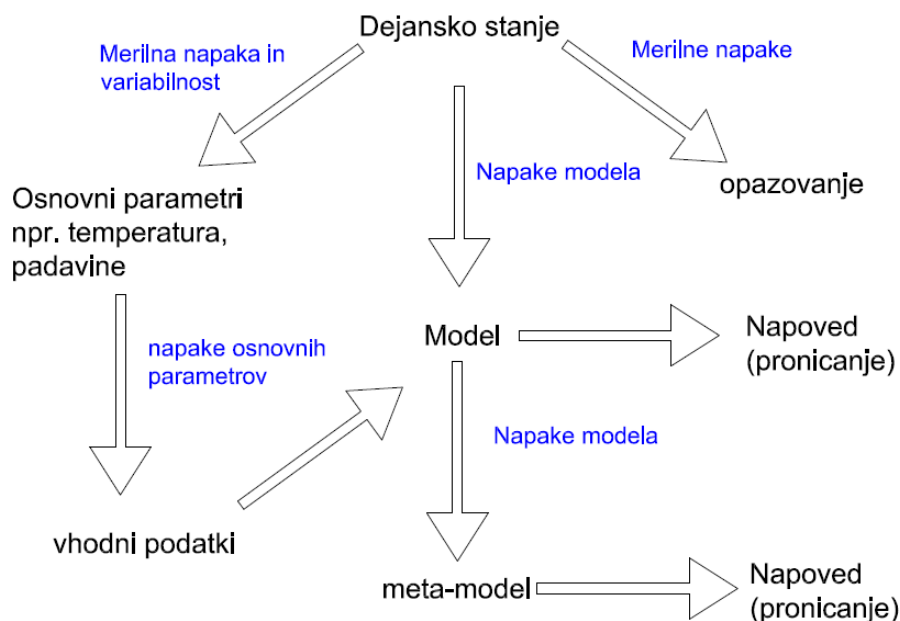 Dejansko stanje
Merilna napaka in
variabilnost
Merilne napake
Napake modela
opazovanje
Osnovni parametri
npr. temperatura,
padavine
Model
Napoved
(pronicanje)
napake osnovnih
parametrov
Napake modela
vhodni podatki
meta-model
Napoved
(pronicanje)